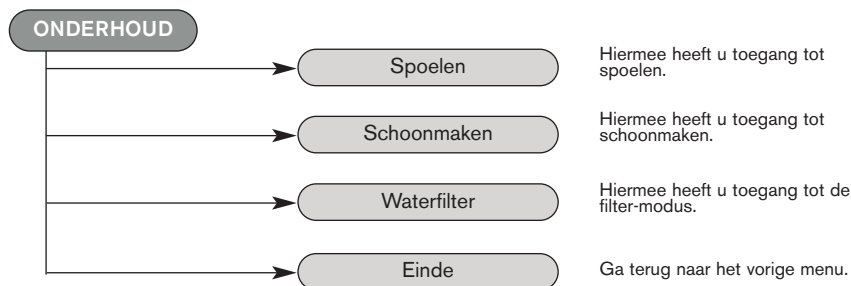 ONDERHOUD
Spoelen
Hiermee heeft u toegang tot
spoelen.
Schoonmaken
Hiermee heeft u toegang tot
schoonmaken.
Waterfilter
Hiermee heeft u toegang tot de
filter-modus.
Einde
Ga terug naar het vorige menu.